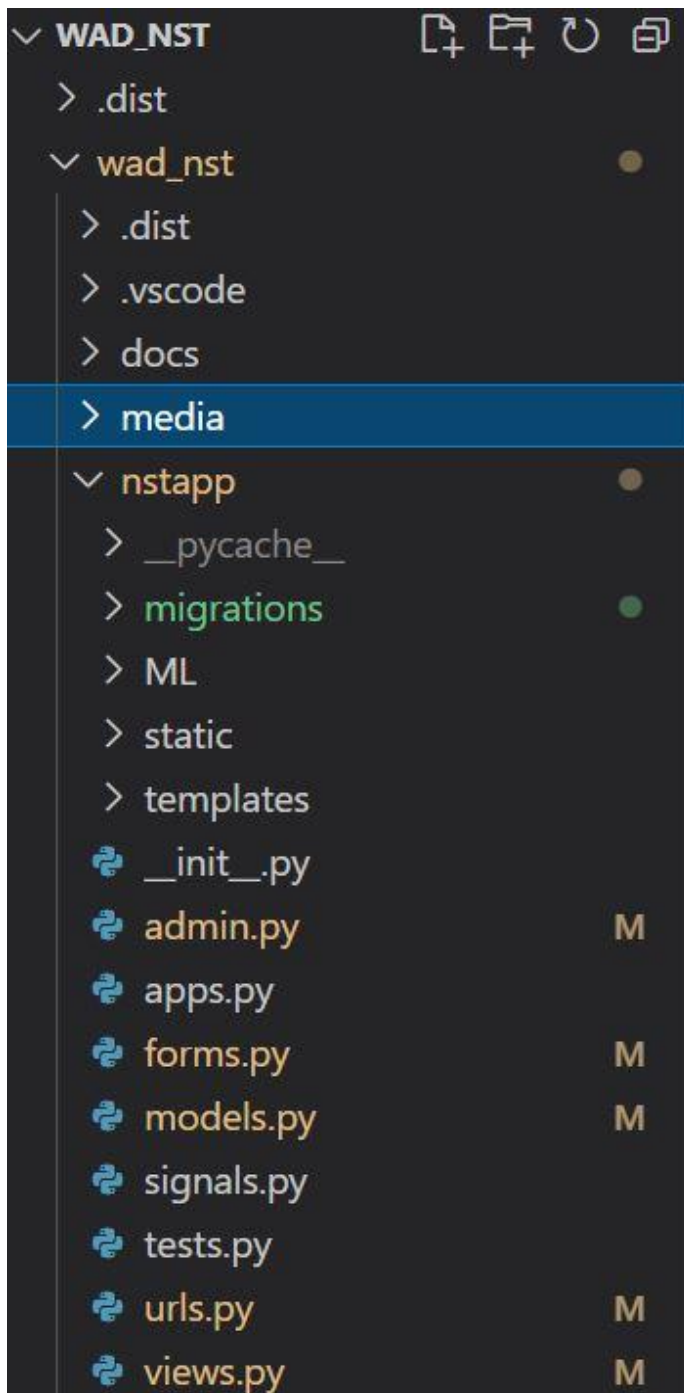 WAD_NST
.dist
wad_nst
.dist
.vscode
docs
media
nstapp
__pycache__
migrations
ML
static
templates
__init__.py
admin.py M
apps.py
forms.py M
models.py M
signals.py
tests.py
urls.py M
views.py M